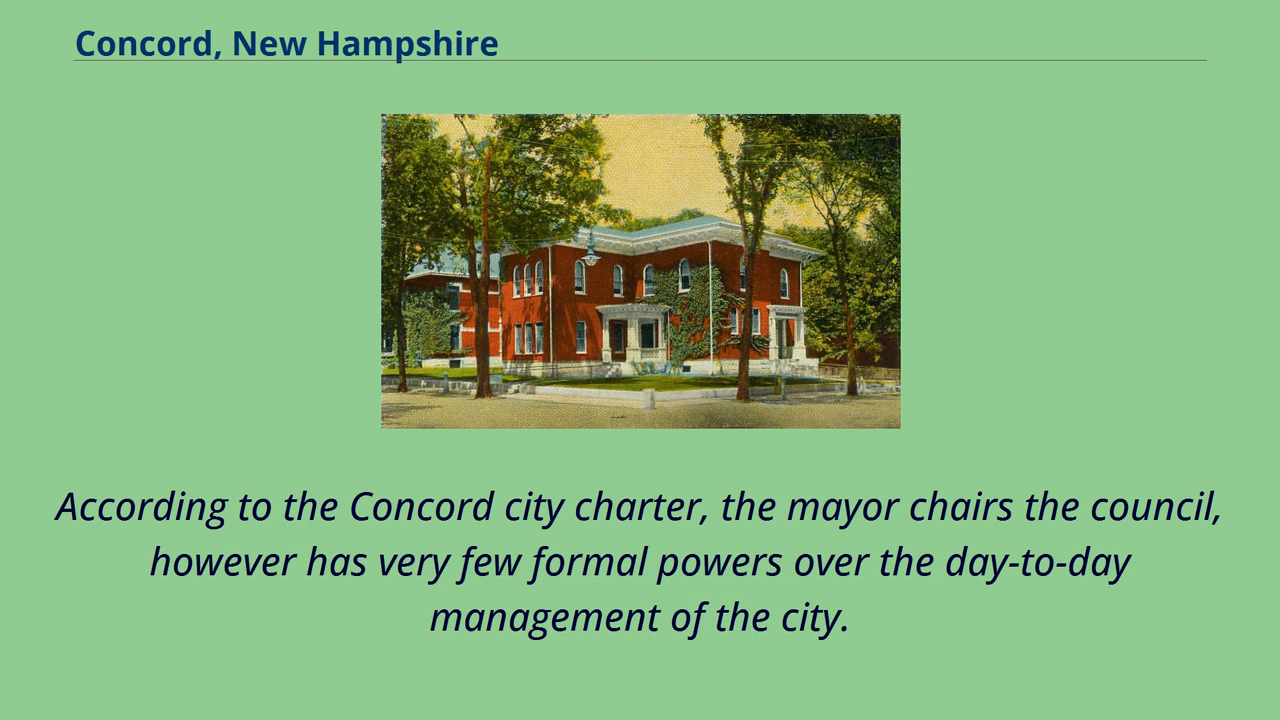 Concord, New Hampshire
According to the Concord city charter, the mayor chairs the council,
however has very few formal powers over the day-to-day
management of the city.